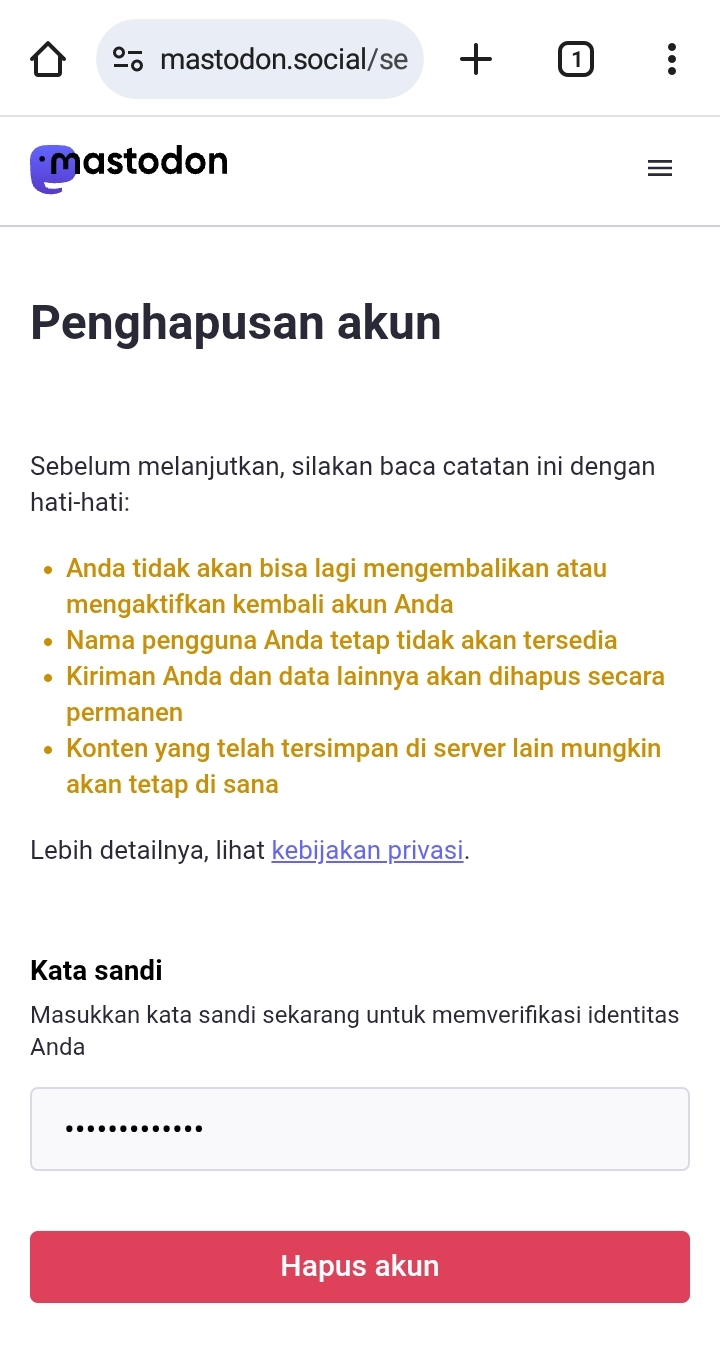 mastodon.social/se
1
mastodon
Penghapusan akun
Sebelum melanjutkan, silakan baca catatan ini dengan
hati-hati:
• Anda tidak akan bisa lagi mengembalikan atau
mengaktifkan kembali akun Anda
• Nama pengguna Anda tetap tidak akan tersedia
• Kiriman Anda dan data lainnya akan dihapus secara
permanen
• Konten yang telah tersimpan di server lain mungkin
akan tetap di sana
Lebih detailnya, lihat kebijakan privasi.
Kata sandi
Masukkan kata sandi sekarang untuk memverifikasi identitas
Anda
•••••••••••••
Hapus akun